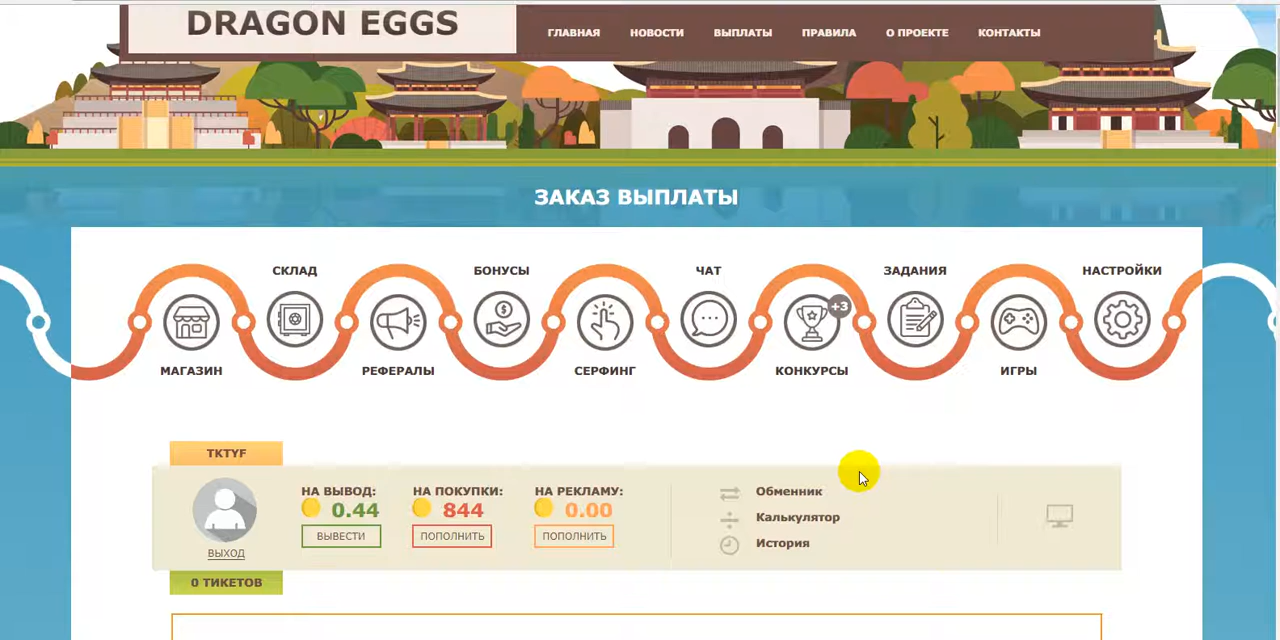 DRAGON EGGS
ГЛАВНАЯ НОВОСТИ ВЫПЛАТЫ ПРАВИЛА О ПРОЕКТЕ КОНТАКТЫ
ЗАКАЗ ВЫПЛАТЫ
СКЛАД БОНУСЫ ЧАТ ЗАДАНИЯ НАСТРОЙКИ
+3
МАГАЗИН РЕФЕРАЛЫ СЕРФИНГ КОНКУРСЫ ИГРЫ
TKTYF
НА ВЫВОД: НА ПОКУПКИ: НА РЕКЛАМУ: Обменник
0.44 844 0.00
Калькулятор
ВЫВЕСТИ ПОПОЛНИТЬ ПОПОЛНИТЬ
История
ВЫХОД
0 ТИКЕТОВ